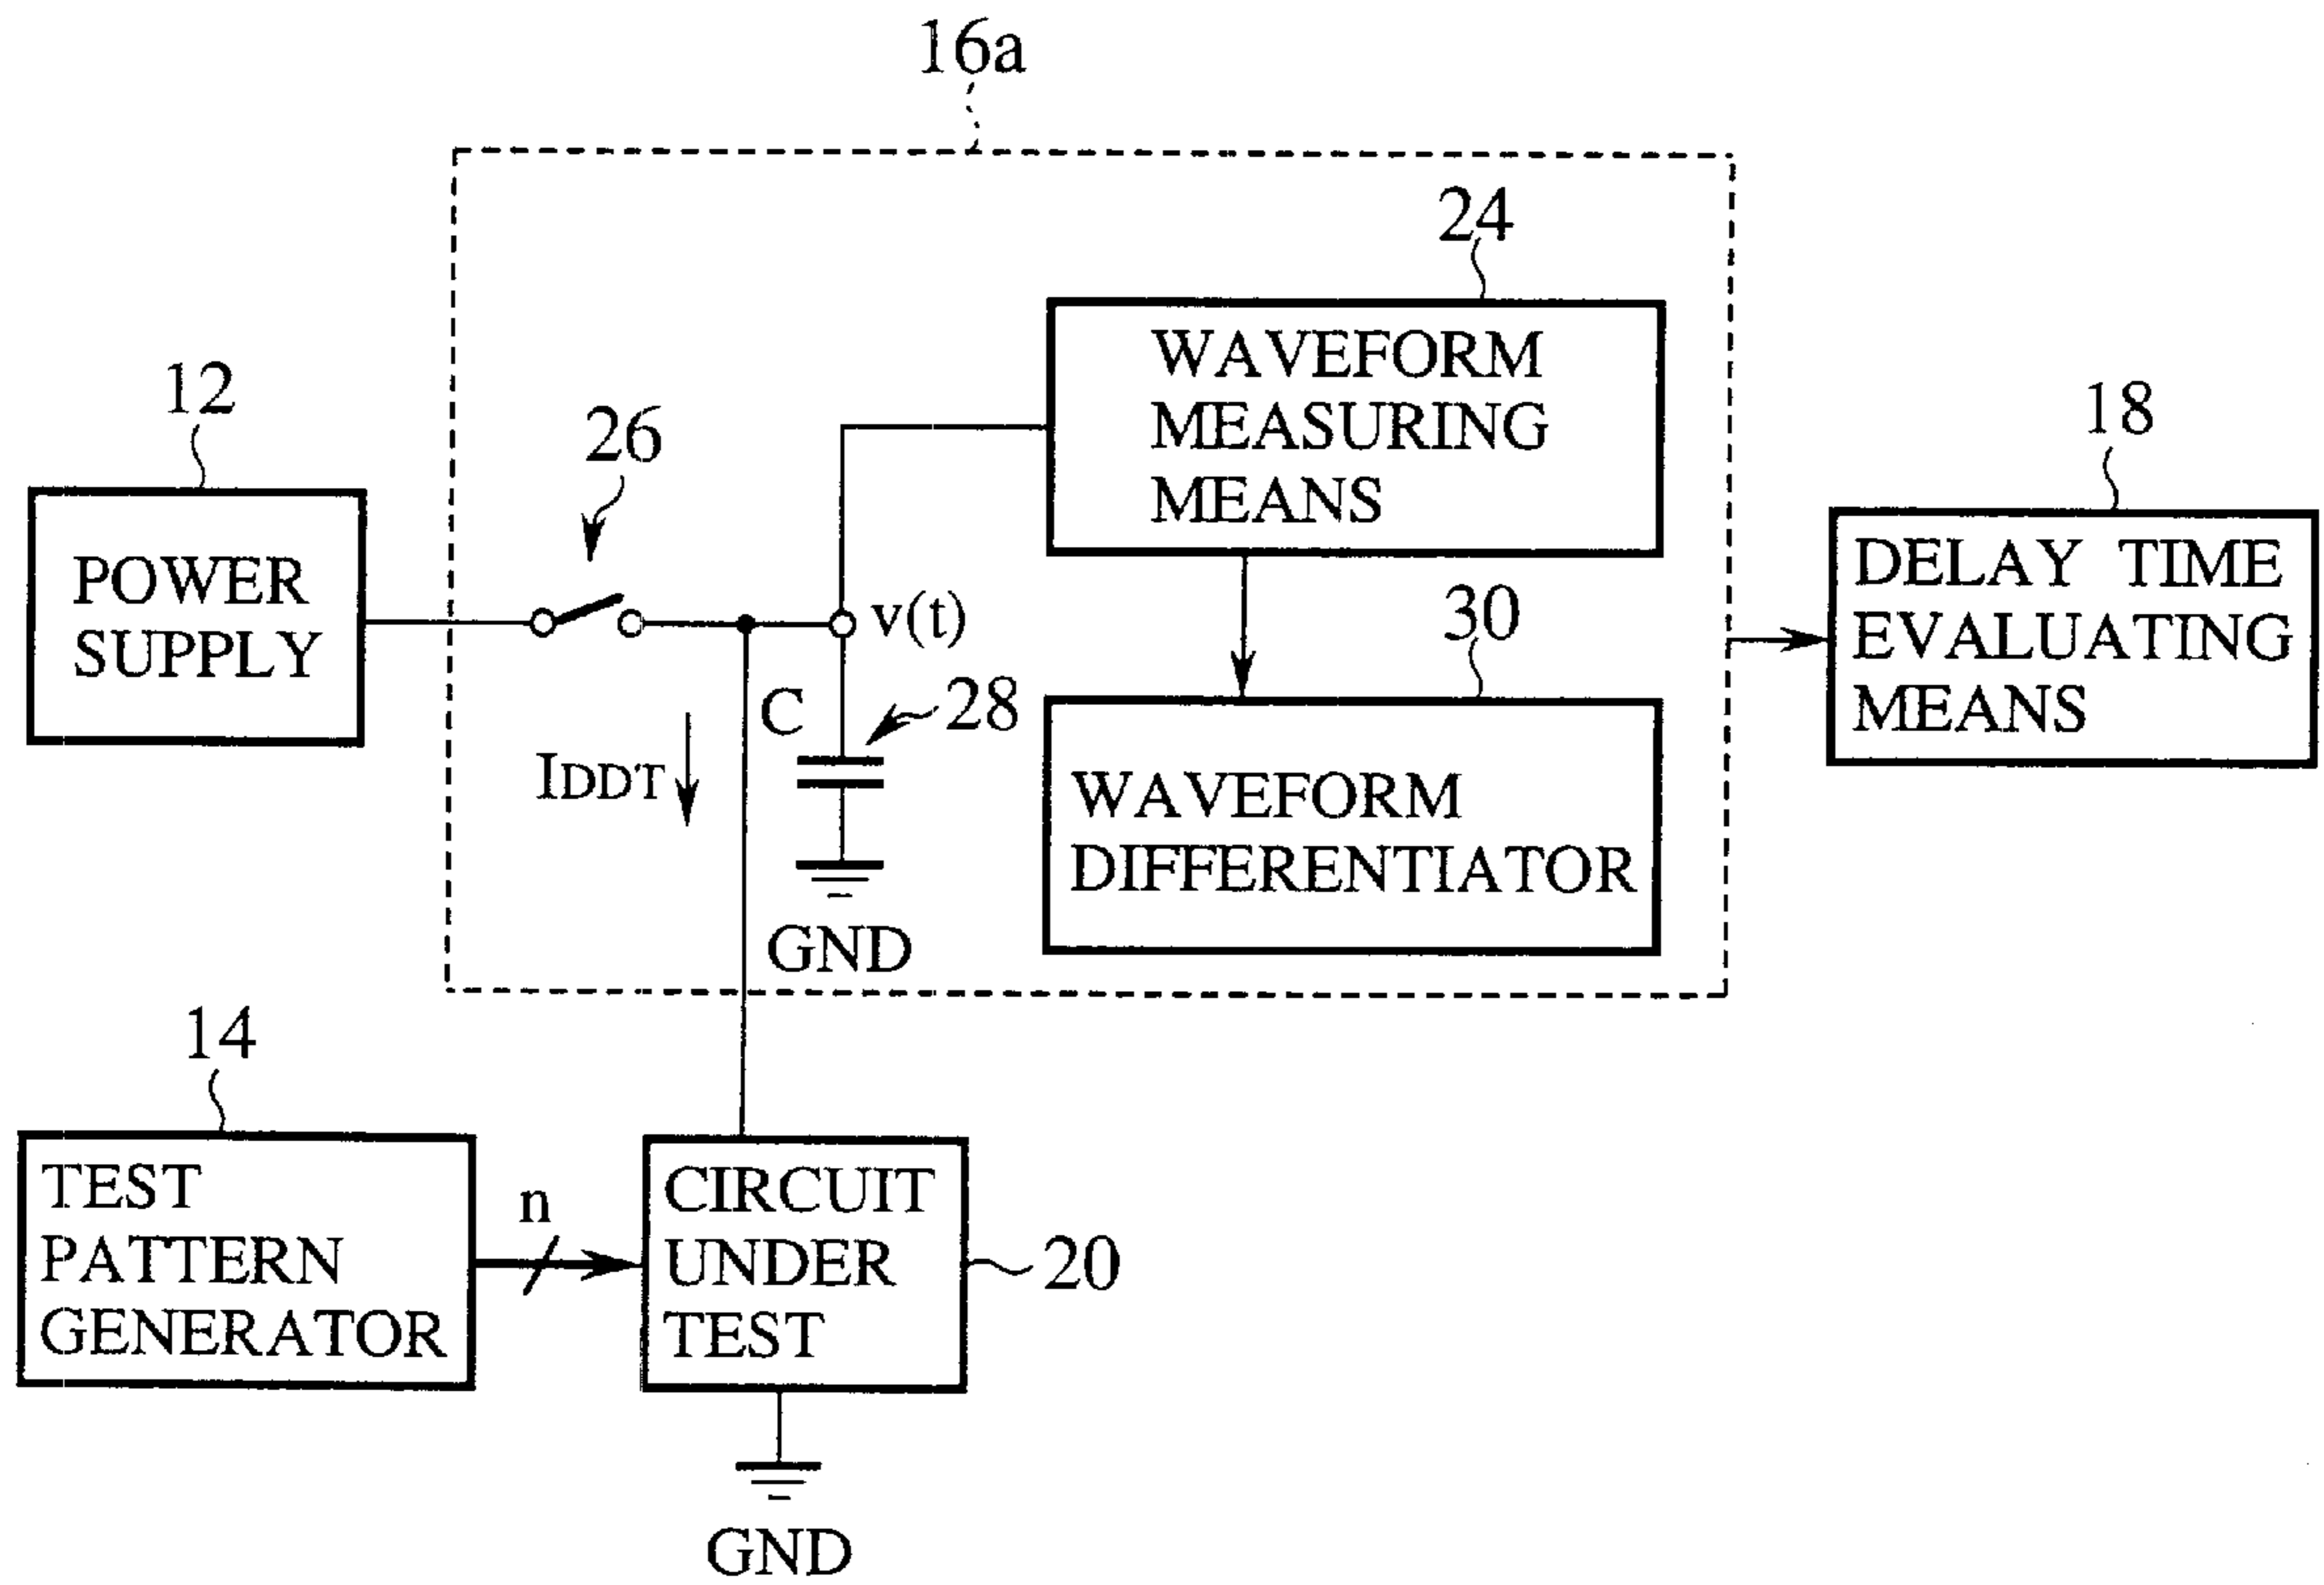 16a
24
WAVEFORM
MEASURING
MEANS
12
26
18
POWER
SUPPLY
DELAY TIME
EVALUATING
MEANS
v(t)
30
C
28
IDDT
WAVEFORM
DIFFERENTIATOR
GND
14
TEST
PATTERN
GENERATOR
n
CIRCUIT
UNDER
TEST
20
GND